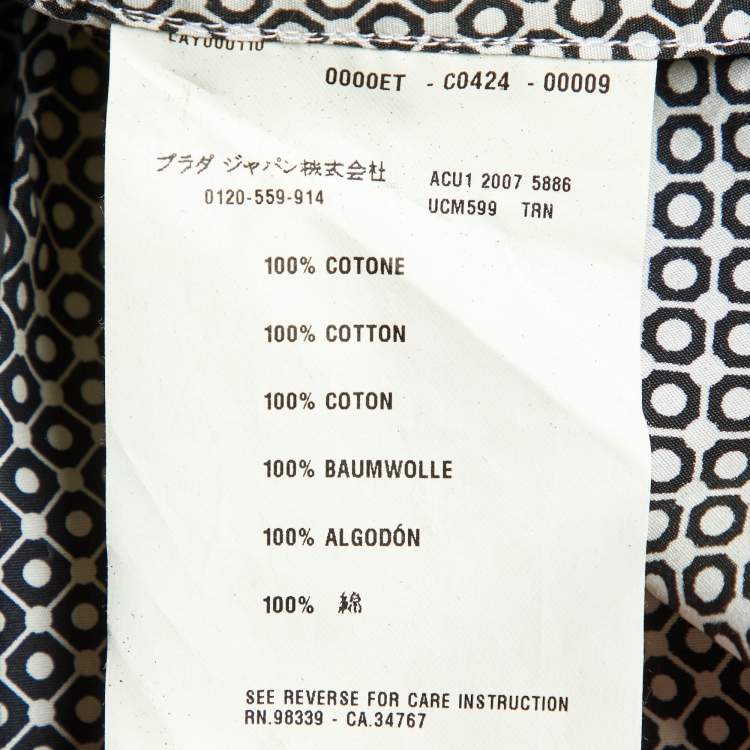 0000ET - C0424 - 00009
プラダ ジャパン株式会社
0120-559-914
ACU1 2007 5886
UCM599 TRN
100% COTONE
100% COTTON
100% COTON
100% BAUMWOLLE
100% ALGODÓN
100% 綿
SEE REVERSE FOR CARE INSTRUCTION
RN.98339 - CA.34767